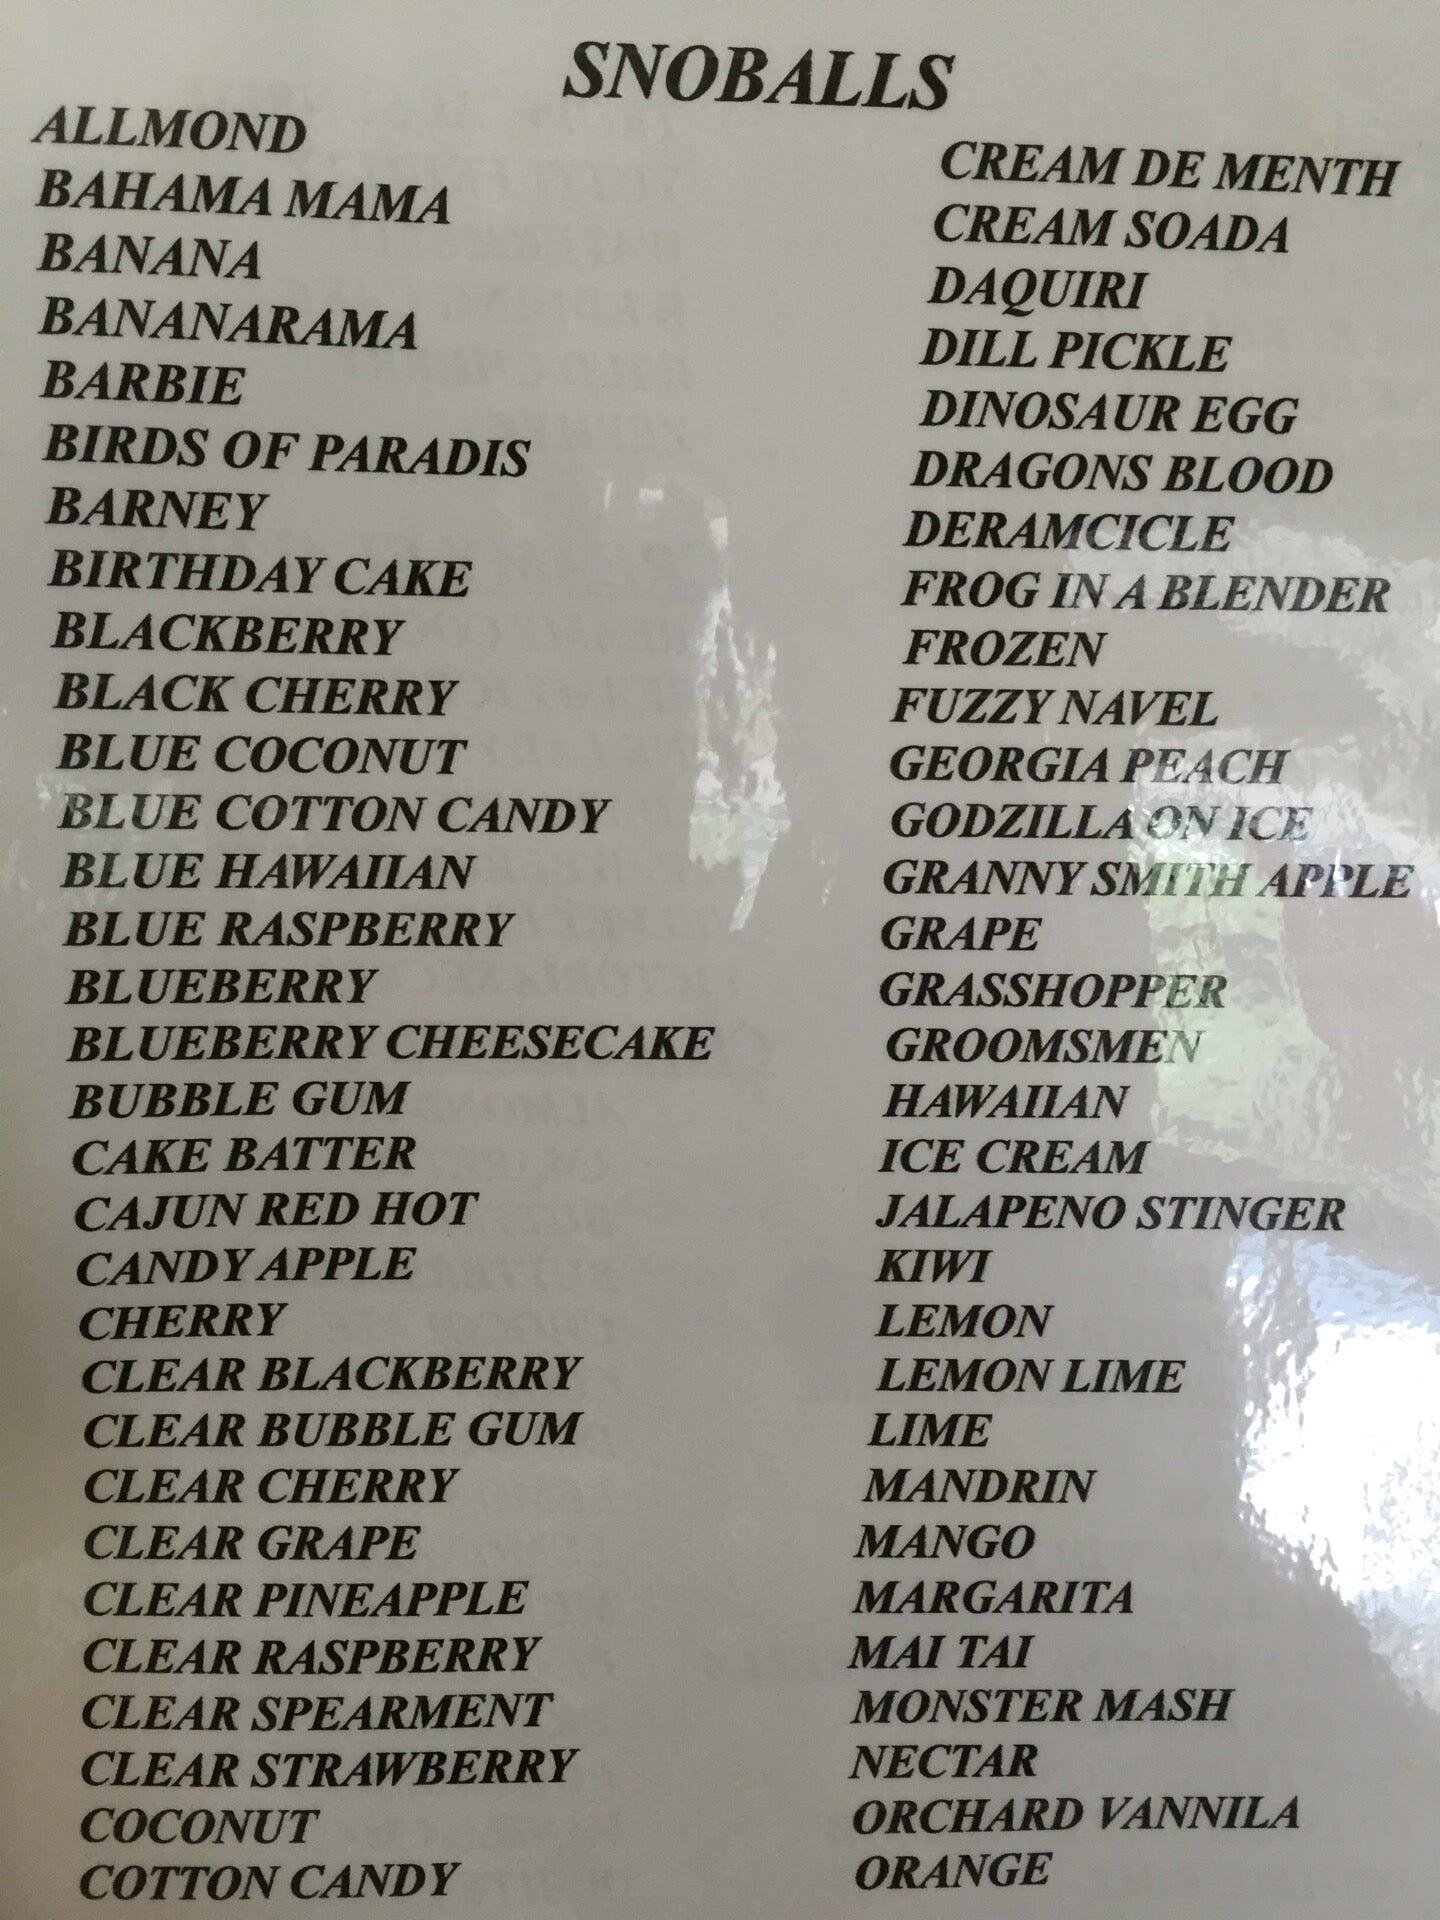 SNOBALLS
ALLMOND
BAHAMA MAMA
BANANA
BANANARAMA
BARBIE
BIRDS OF PARADIS
BARNEY
BIRTHDAY CAKE
BLACKBERRY
BLACK CHERRY
BLUE COCONUT
BLUE COTTON CANDY
BLUE HAWAIIAN
BLUE RASPBERRY
BLUEBERRY
BLUEBERRY CHEESECAKE
BUBBLE GUM
CAKE BATTER
CAJUN RED HOT
CANDY APPLE
CHERRY
CLEAR BLACKBERRY
CLEAR BUBBLE GUM
CLEAR CHERRY
CLEAR GRAPE
CLEAR PINEAPPLE
CLEAR RASPBERRY
CLEAR SPEARMENT
CLEAR STRAWBERRY
COCONUT
COTTON CANDY
CREAM DE MENTH
CREAM SOADA
DAQUIRI
DILL PICKLE
DINOSAUR EGG
DRAGONS BLOOD
DERAMCICLE
FROG IN A BLENDER
FROZEN
FUZZY NAVEL
GEORGIA PEACH
GODZILLA ON ICE
GRANNY SMITH APPLE
GRAPE
GRASSHOPPER
GROOMSMEN
HAWAIIAN
ICE CREAM
JALAPENO STINGER
KIWI
LEMON
LEMON LIME
LIME
MANDRIN
MANGO
MARGARITA
MAI TAI
MONSTER MASH
NECTAR
ORCHARD VANNILA
ORANGE